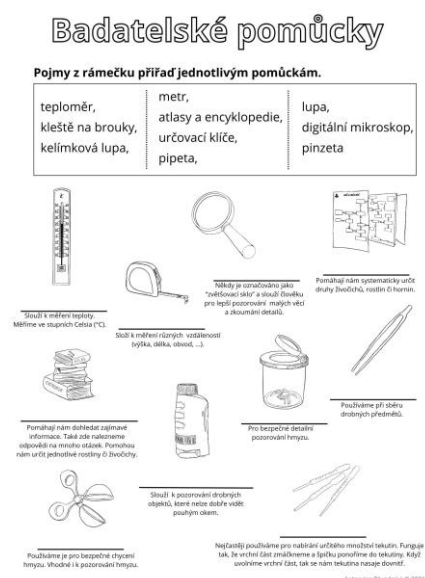 Badatelské pomůcky
Pojmy z rámečku přiřaď jednotlivým pomůckám.
teploměr,
kleště na brouky,
kelímková lupa,
metr,
atlasy a encyklopedie,
určovací klíče,
pipeta,
lupa,
digitální mikroskop,
pinzeta
Slouží k měření teploty.
Měříme ve stupních Celsia (°C).
Složí k měření různých vzdáleností
(výška, délka, obvod, ...).
Někdy je označováno jako
"zvětšovací sklo" a slouží člověku
pro lepší pozorování malých věcí
a zkoumání detailů.
Pomáhají nám systematicky určit
druhy živočichů, rostlin či hornin.
Pomáhají nám dohledat zajímavé
informace. Také zde nalezneme
odpovědi na mnoho otázek. Pomohou
nám určit jednotlivé rostliny či živočichy.
Pro bezpečné detailní
pozorování hmyzu.
Používáme při sběru
drobných předmětů.
Používáme je pro bezpečné chycení
hmyzu. Vhodné i k pozorování hmyzu.
Slouží k pozorování drobných
objektů, které nelze dobře vidět
pouhým okem.
Nejčastěji používáme pro nabírání určitého množství tekutin. Funguje
tak, že vrchní část zmáčkneme a špičku ponoříme do tekutiny. Když
uvolníme vrchní část, tak se nám tekutina nasaje dovnitř.